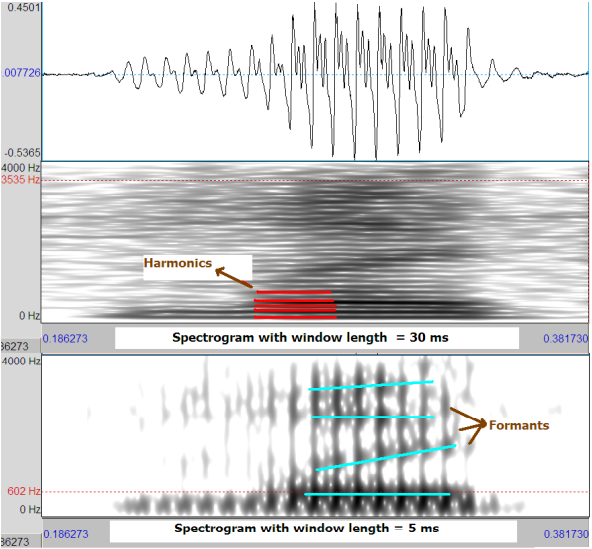 0.4501
007726
-0.5365
4000 Hz
3535 Hz
Harmonics
0 Hz
0.186273
Spectrogram with window length = 30 ms
0.381730
86273
4000 Hz
Formants
602 Hz
0 Hz
0.186273
Spectrogram with window length = 5 ms
0.381730
86273